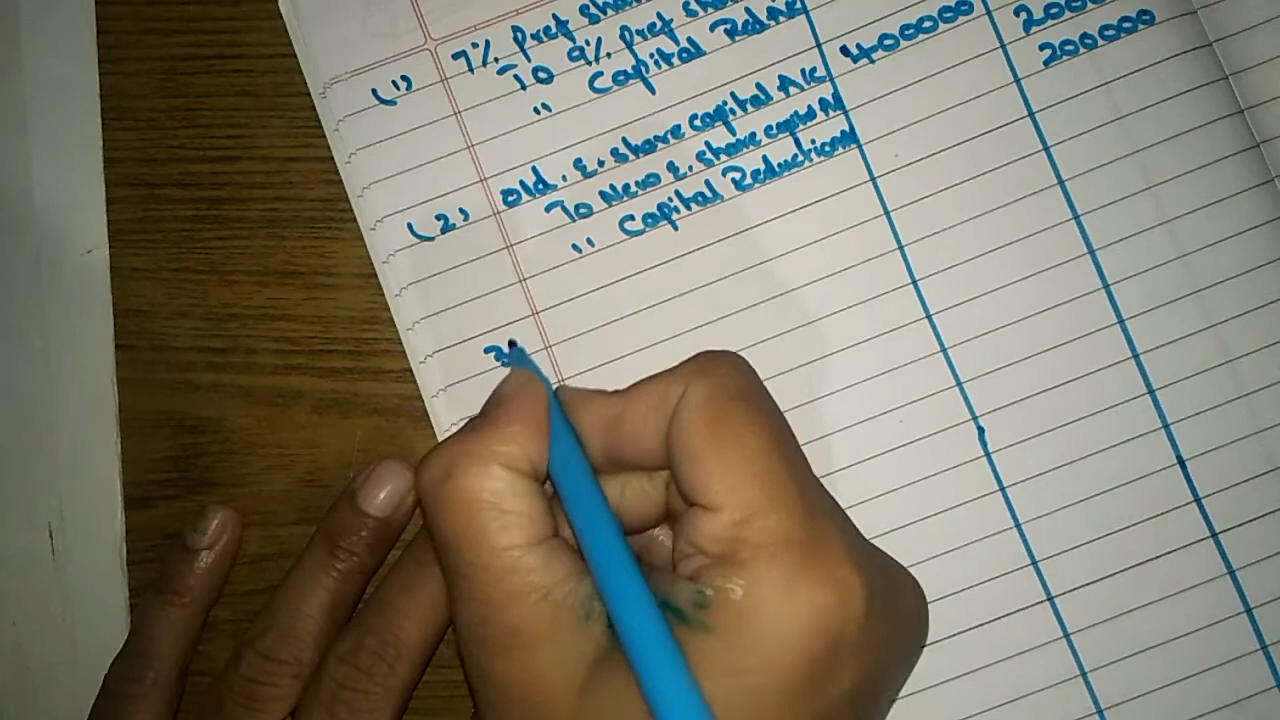 (1) 7% Pref
To 9% Pref
" Capital 400000 200000
(2) Old. E. share capital A/c
To New E. share capital A/c
" Capital Reduction